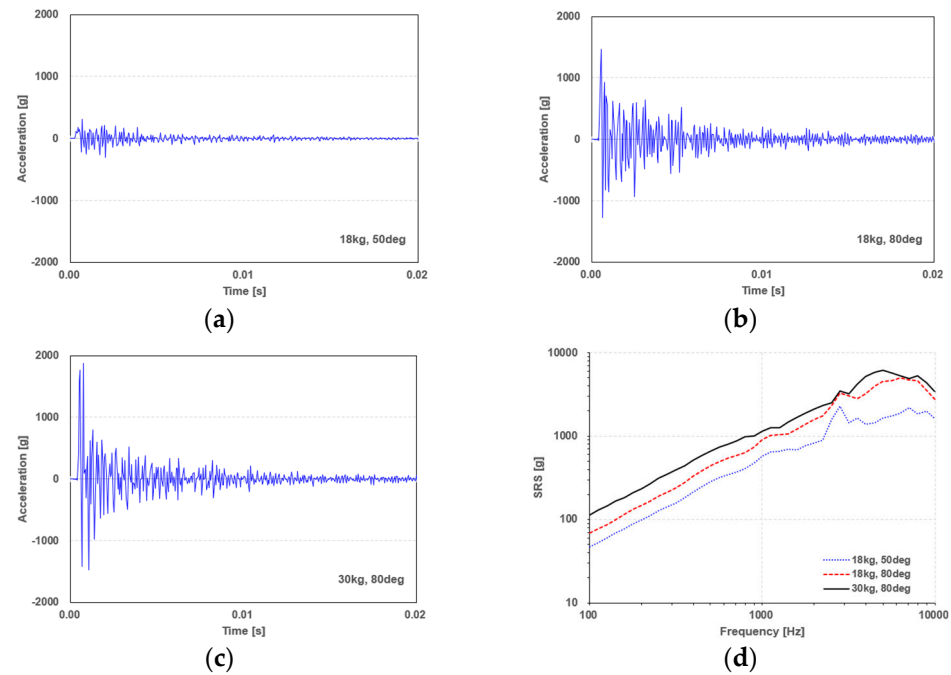 2000
1000
0
-1000
-2000
Acceleration [g]
18kg, 50deg
0.00
0.01
0.02
Time [s]
(a)
2000
1000
0
-1000
-2000
Acceleration [g]
18kg, 80deg
0.00
0.01
0.02
Time [s]
(b)
2000
1000
0
-1000
-2000
Acceleration [g]
30kg, 80deg
0.00
0.01
0.02
Time [s]
(c)
10000
1000
100
10
SRS [g]
18kg, 50deg
18kg, 80deg
30kg, 80deg
100
1000
10000
Frequency [Hz]
(d)